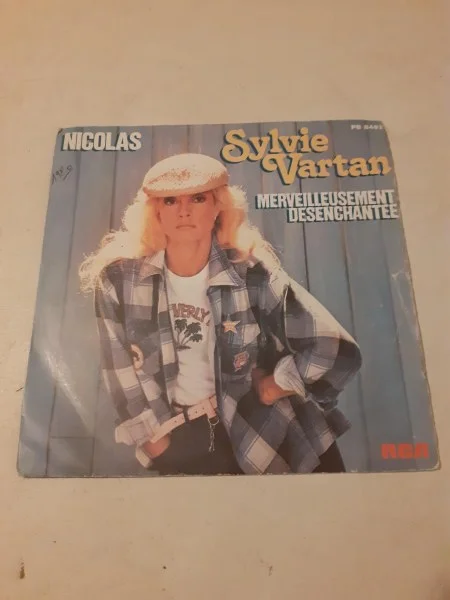 NICOLAS
Sylvie
Vartan
MERVEILLEUSEMENT
DESENCHANTEE
RCA